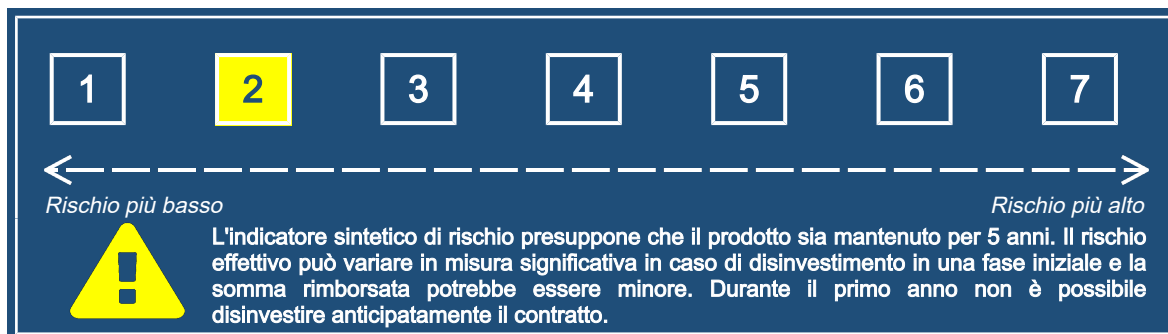 1 2 3 4 5 6 7
Rischio più basso Rischio più alto
L'indicatore sintetico di rischio presuppone che il prodotto sia mantenuto per 5 anni. Il rischio
effettivo può variare in misura significativa in caso di disinvestimento in una fase iniziale e la
somma rimborsata potrebbe essere minore. Durante il primo anno non è possibile
disinvestire anticipatamente il contratto.